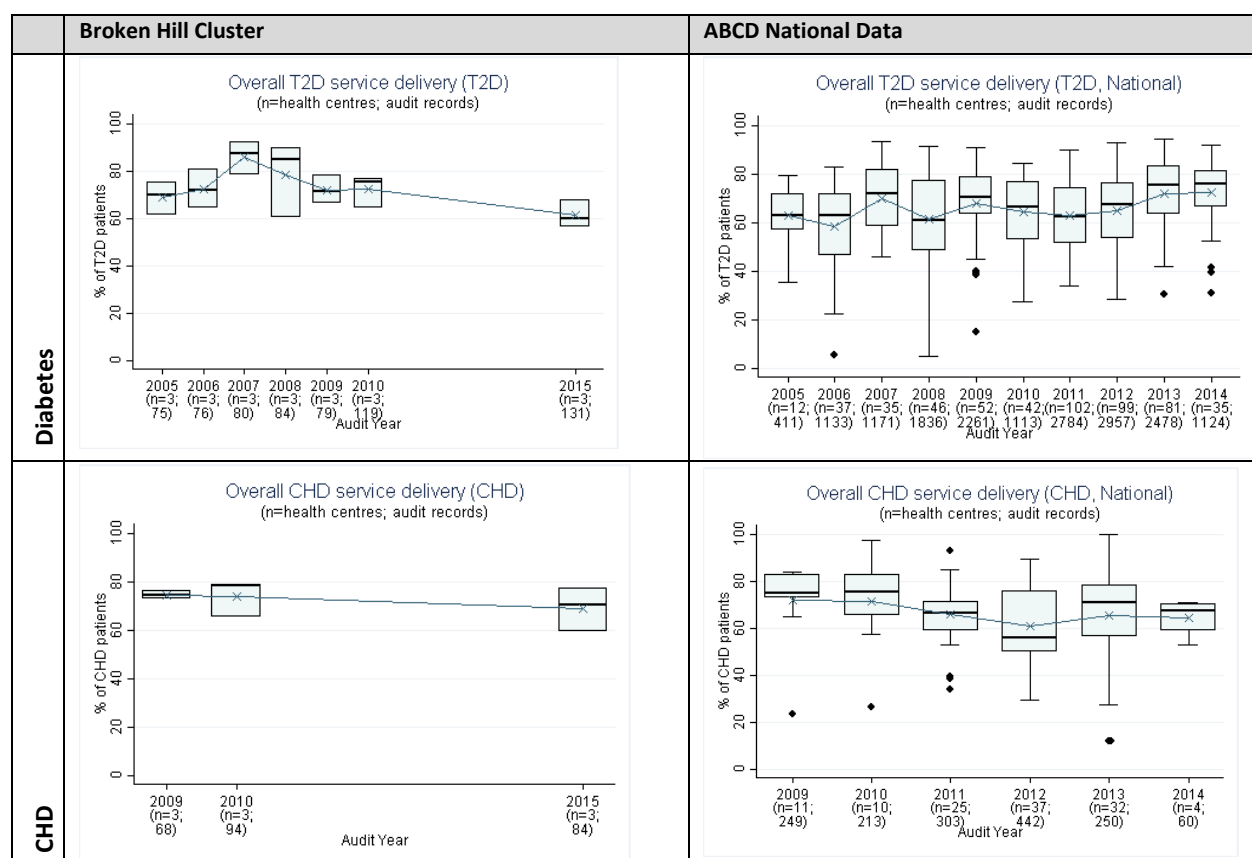 Broken Hill Cluster
ABCD National Data
Diabetes
Overall T2D service delivery (T2D)
(n=health centres; audit records)
% of T2D patients
100
80
60
40
20
0
2005 2006 2007 2008 2009 2010 2015
(n=3; (n=3; (n=3; (n=3; (n=3; (n=3; (n=3;
75) 76) 80) 84) 79) 119) 131)
Audit Year
Overall T2D service delivery (T2D, National)
(n=health centres; audit records)
% of T2D patients
100
80
60
40
20
0
2005 2006 2007 2008 2009 2010 2011 2012 2013 2014
(n=12; (n=37; (n=35; (n=46; (n=52; (n=42; (n=102; (n=99; (n=81; (n=35;
411) 1133) 1171) 1836) 2261) 1113) 2784) 2957) 2478) 1124)
Audit Year
CHD
Overall CHD service delivery (CHD)
(n=health centres; audit records)
% of CHD patients
100
80
60
40
20
0
2009 2010 2015
(n=3; (n=3; (n=3;
68) 94) 84)
Audit Year
Overall CHD service delivery (CHD, National)
(n=health centres; audit records)
% of CHD patients
100
80
60
40
20
0
2009 2010 2011 2012 2013 2014
(n=11; (n=10; (n=25; (n=37; (n=32; (n=4;
249) 213) 303) 442) 250) 60)
Audit Year